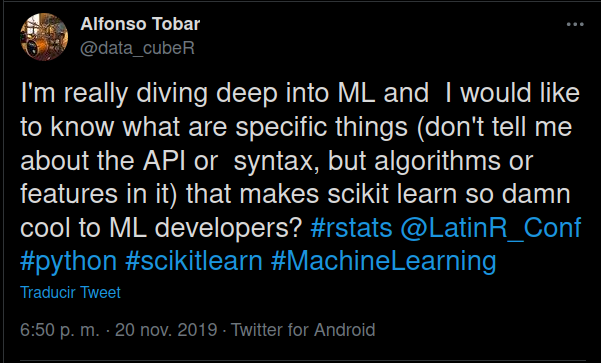 Alfonso Tobar
@data_cubeR
I'm really diving deep into ML and  I would like
to know what are specific things (don't tell me
about the API or  syntax, but algorithms or
features in it) that makes scikit learn so damn
cool to ML developers? #rstats @LatinR_Conf
#python #scikitlearn #MachineLearning
Traducir Tweet
6:50 p. m. · 20 nov. 2019 · Twitter for Android